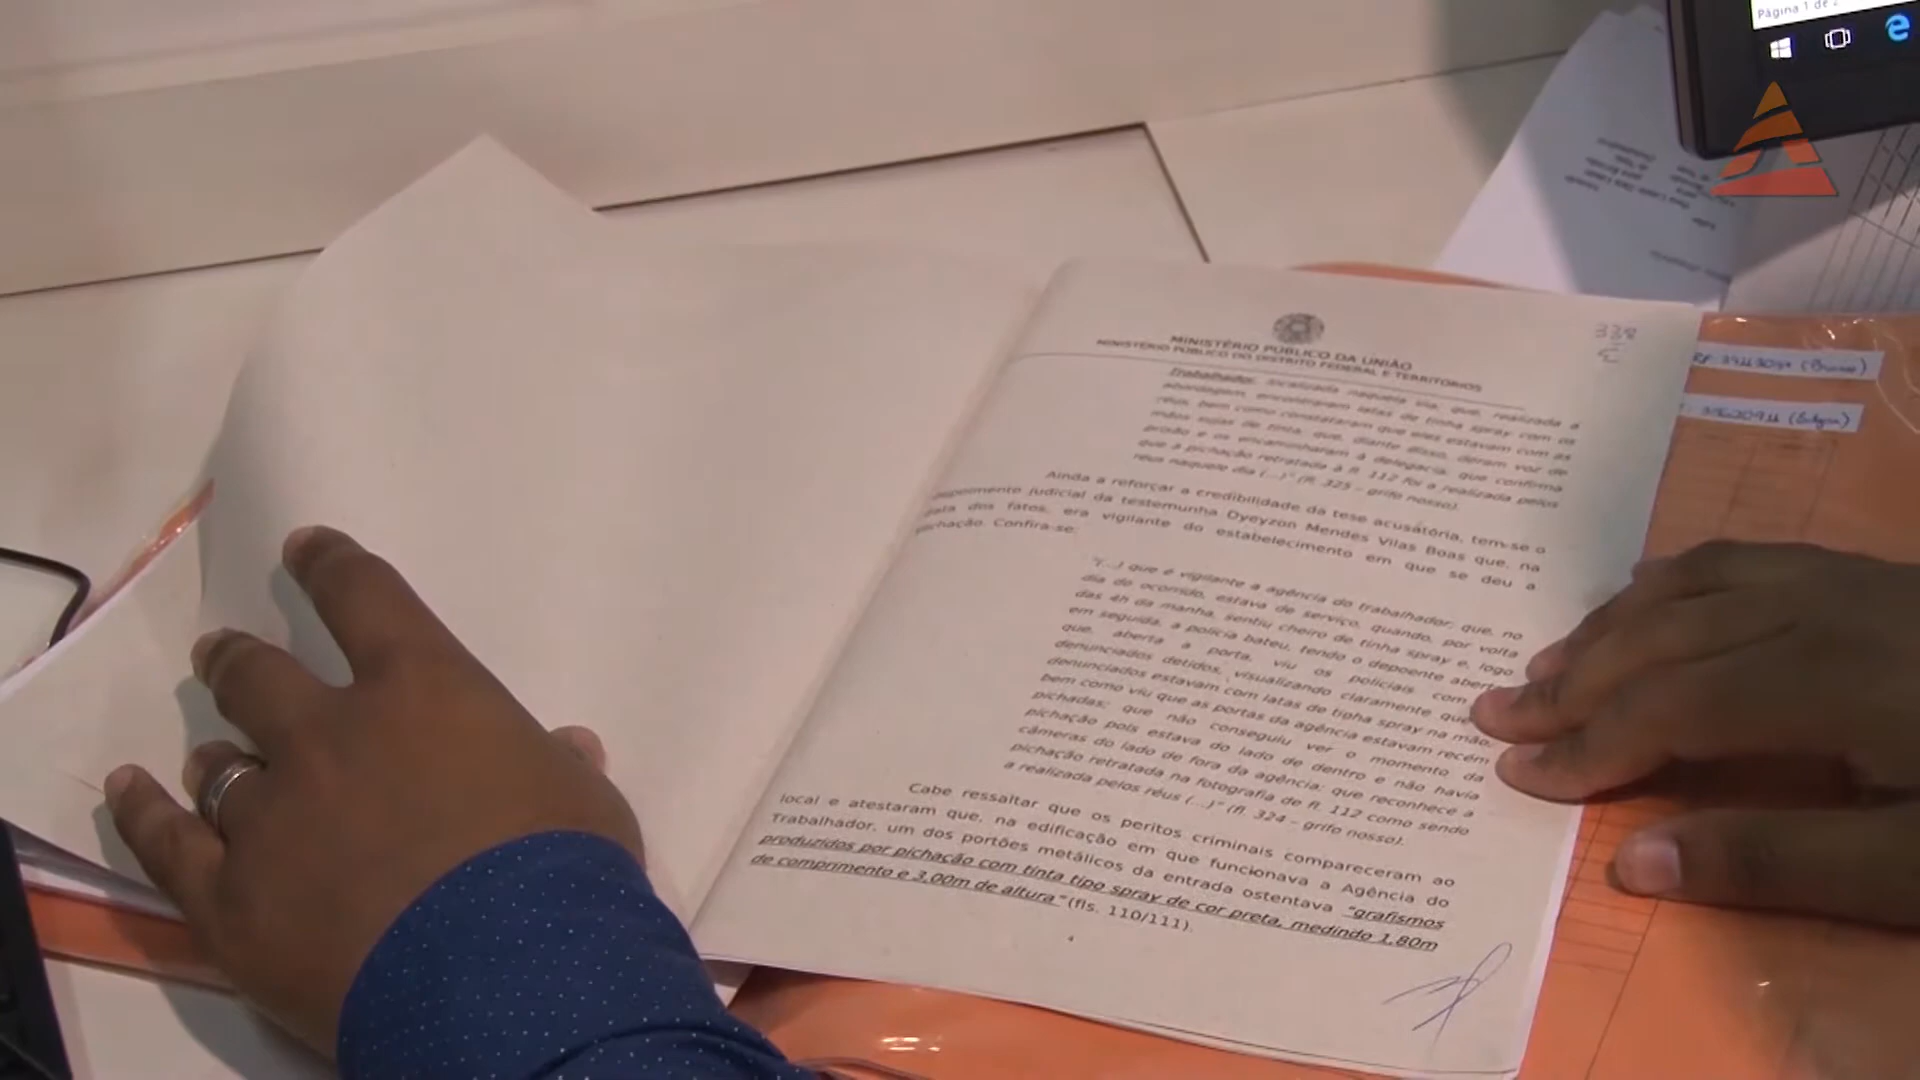 Página 1 de 2
338
MINISTÉRIO PÚBLICO DA UNIÃO
MINISTÉRIO PÚBLICO DO DISTRITO FEDERAL E TERRITÓRIOS
Trabalhador, localizada naquela via; que, realizada a
abordagem, encontraram latas de tinha spray com os
réus, bem como constataram que eles estavam com as
mãos sujas de tinta; que, diante disso, deram voz de
prisão e os encaminharam à delegacia; que confirma
que a pichação retratada à fl. 112 foi a realizada pelos
réus naquele dia (...)" (fl. 325 – grifo nosso).
Ainda a reforçar a credibilidade da tese acusatória, tem-se o
depoimento judicial da testemunha Dyeyzon Mendes Vilas Boas que, na
data dos fatos, era vigilante do estabelecimento em que se deu a
pichação. Confira-se:
"(...) que é vigilante a agência do trabalhador; que, no
dia do ocorrido, estava de serviço, quando, por volta
das 4h da manha, sentiu cheiro de tinha spray e, logo
em seguida, a polícia bateu, tendo o depoente aberto
que, aberta a porta, viu os policiais com
denunciados detidos, visualizando claramente que
denunciados estavam com latas de tipha spray na mão,
bem como viu que as portas da agência estavam recém
pichadas; que não conseguiu ver o momento da
pichação pois estava do lado de dentro e não havia
câmeras do lado de fora da agência; que reconhece a
pichação retratada na fotografia de fl. 112 como sendo
a realizada pelos réus (...)" (fl. 324 – grifo nosso).
Cabe ressaltar que os peritos criminais compareceram ao
local e atestaram que, na edificação em que funcionava a Agência do
Trabalhador, um dos portões metálicos da entrada ostentava "grafismos
produzidos por pichação com tinta tipo spray de cor preta, medindo 1,80m
de comprimento e 3,00m de altura" (fls. 110/111).